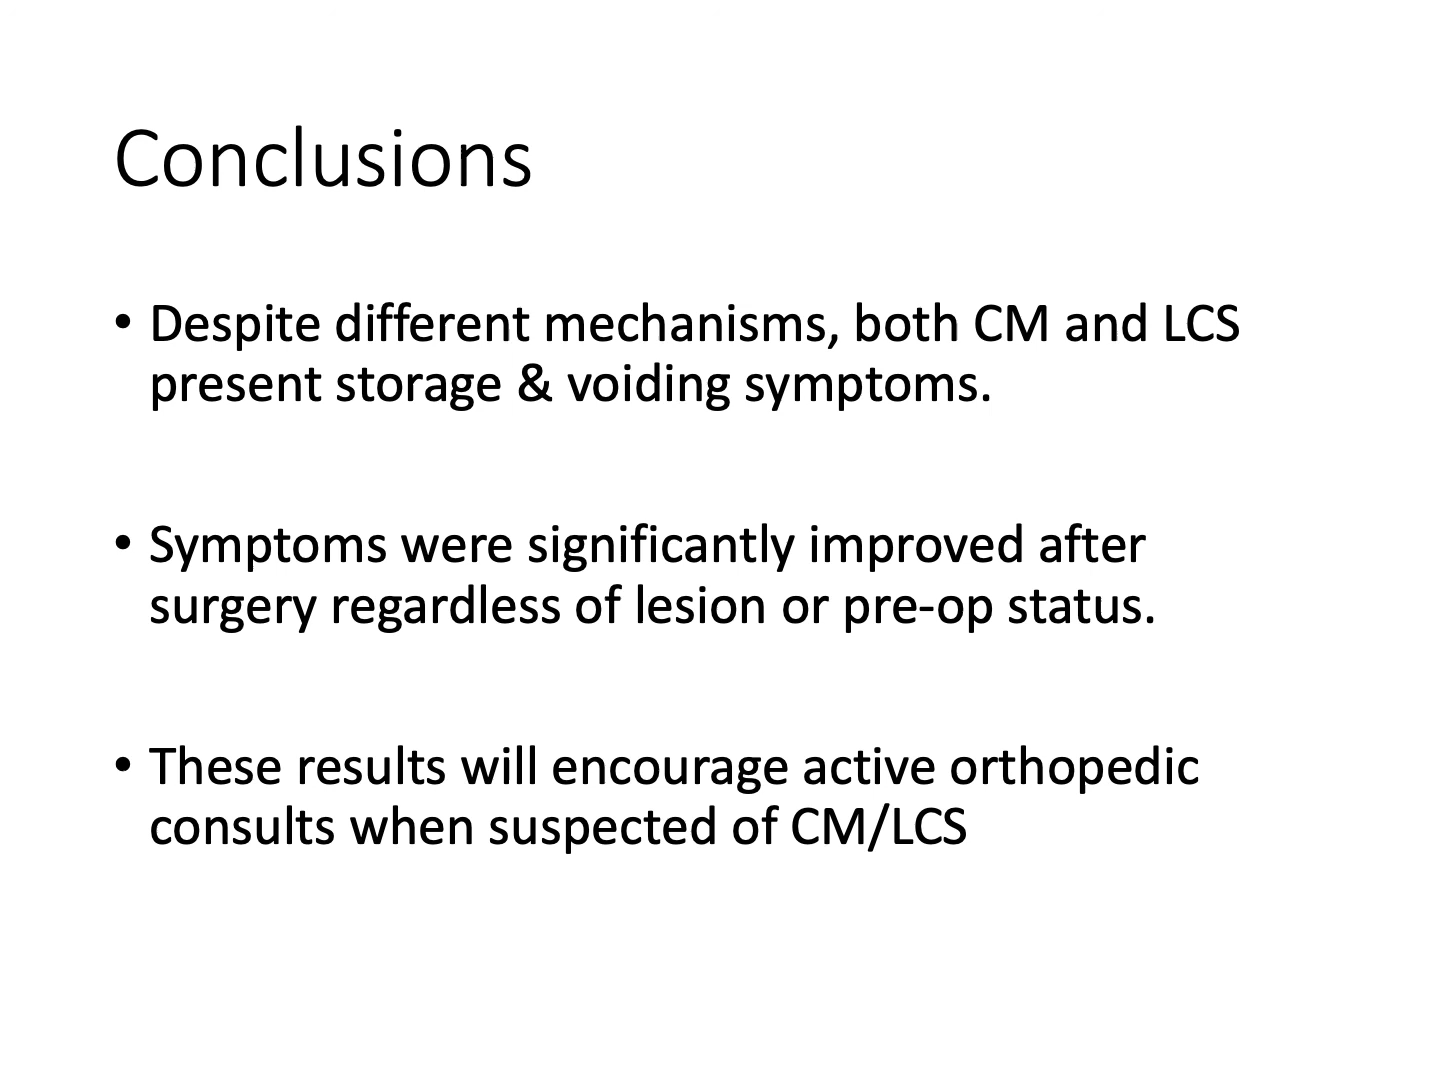 Conclusions
• Despite different mechanisms, both CM and LCS
present storage & voiding symptoms.
• Symptoms were significantly improved after
surgery regardless of lesion or pre-op status.
• These results will encourage active orthopedic
consults when suspected of CM/LCS